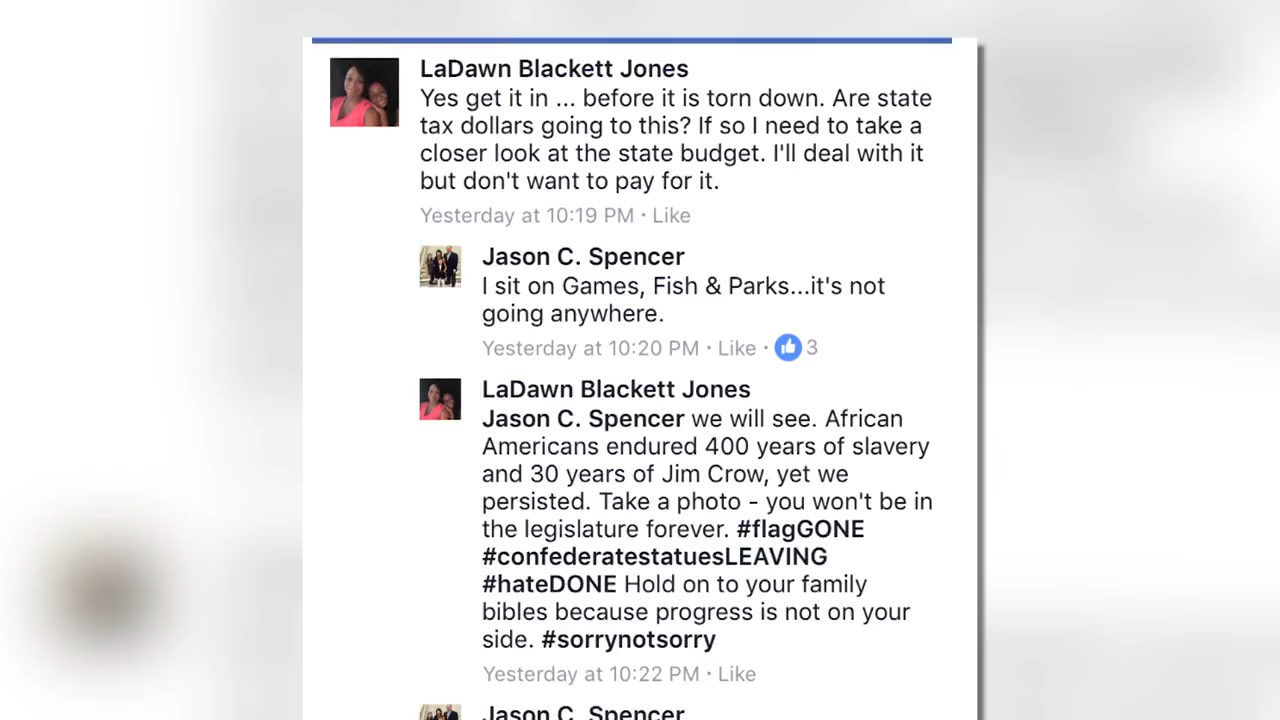 LaDawn Blackett Jones
Yes get it in ... before it is torn down. Are state
tax dollars going to this? If so I need to take a
closer look at the state budget. I'll deal with it
but don't want to pay for it.
Yesterday at 10:19 PM · Like
Jason C. Spencer
I sit on Games, Fish & Parks...it's not
going anywhere.
Yesterday at 10:20 PM · Like · 3
LaDawn Blackett Jones
Jason C. Spencer we will see. African
Americans endured 400 years of slavery
and 30 years of Jim Crow, yet we
persisted. Take a photo - you won't be in
the legislature forever. #flagGONE
#confederatestatuesLEAVING
#hateDONE Hold on to your family
bibles because progress is not on your
side. #sorrynotsorry
Yesterday at 10:22 PM · Like
Jason C. Spencer